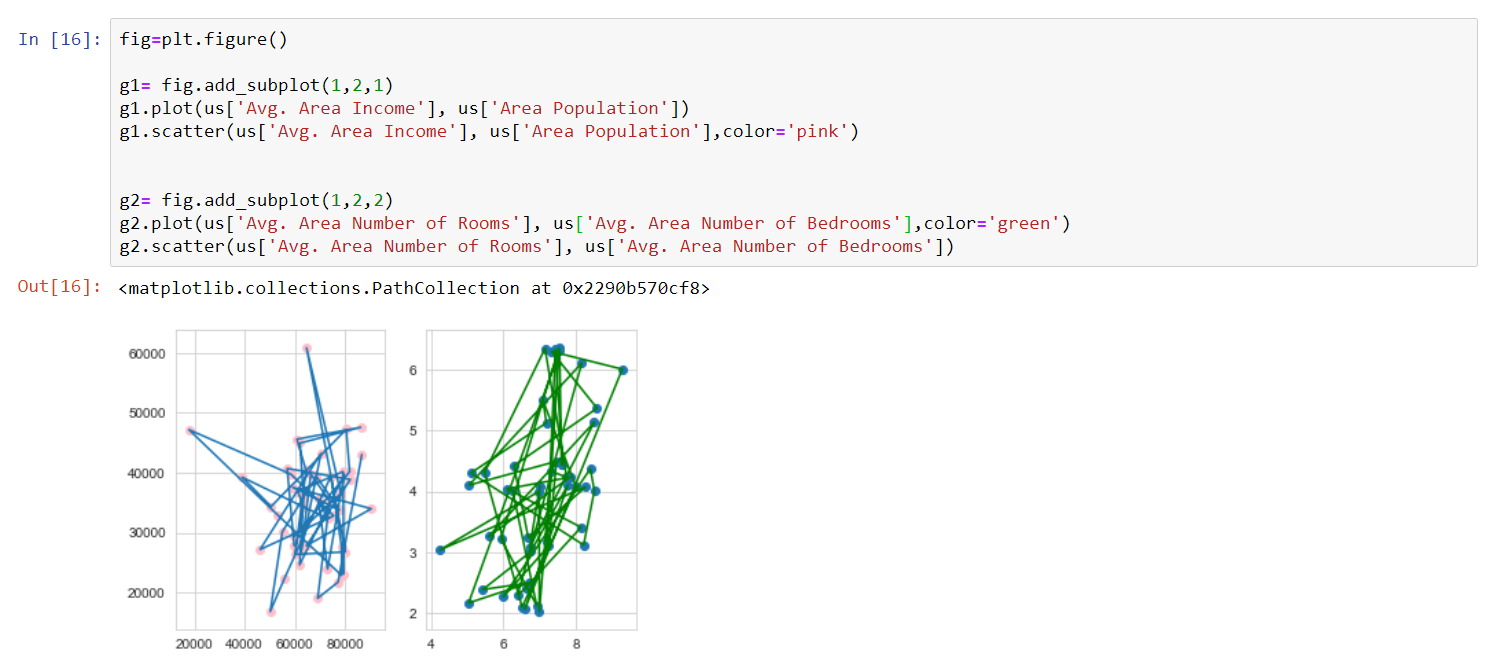 In [16]: fig=plt.figure()
g1= fig.add_subplot(1,2,1)
g1.plot(us['Avg. Area Income'], us['Area Population'])
g1.scatter(us['Avg. Area Income'], us['Area Population'],color='pink')
g2= fig.add_subplot(1,2,2)
g2.plot(us['Avg. Area Number of Rooms'], us['Avg. Area Number of Bedrooms'],color='green')
g2.scatter(us['Avg. Area Number of Rooms'], us['Avg. Area Number of Bedrooms'])
Out[16]: <matplotlib.collections.PathCollection at 0x2290b570cf8>
60000
50000
40000
30000
20000
20000 40000 60000 80000
6
5
4
3
2
4 6 8